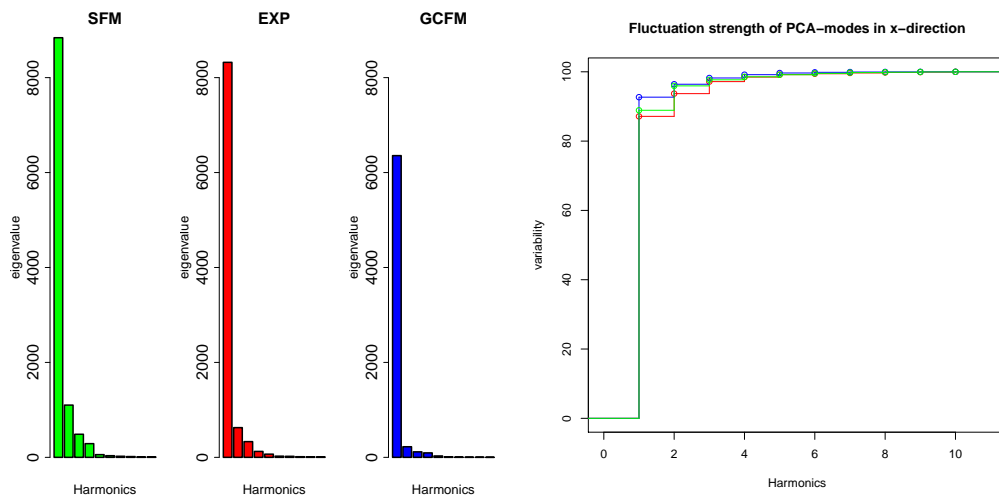 SFM
eigenvalue
0
2000
4000
6000
8000
Harmonics
EXP
eigenvalue
0
2000
4000
6000
8000
Harmonics
GCFM
eigenvalue
0
2000
4000
6000
8000
Harmonics
Fluctuation strength of PCA−modes in x−direction
variability
0
20
40
60
80
100
0 2 4 6 8 10
Harmonics